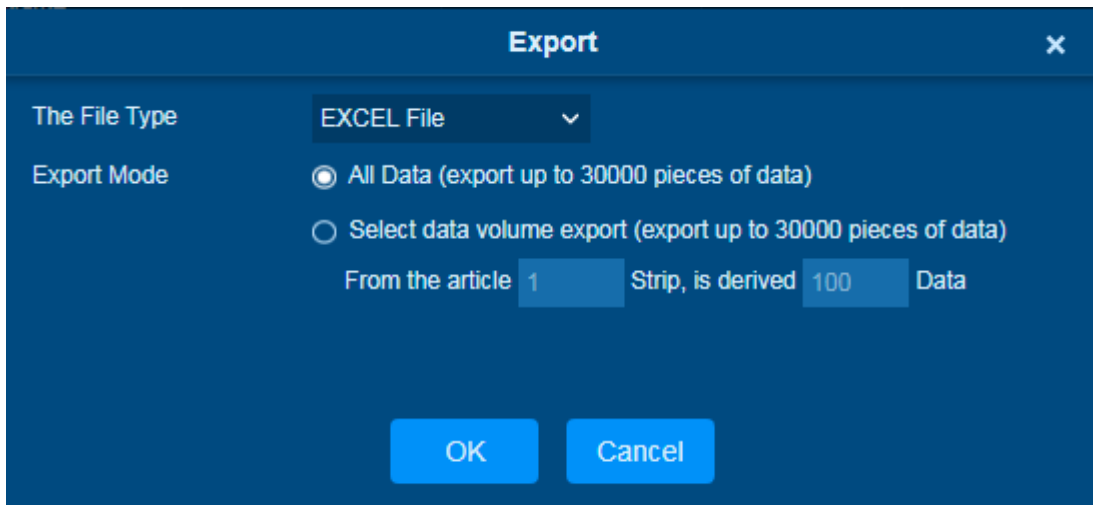 Export ×
The File Type EXCEL File
Export Mode All Data (export up to 30000 pieces of data)
Select data volume export (export up to 30000 pieces of data)
From the article 1 Strip, is derived 100 Data
OK Cancel